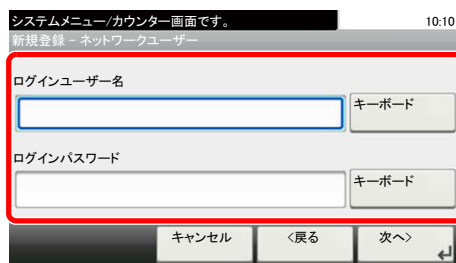 システムメニュー/カウンター画面です。 10:10
新規登録 - ネットワークユーザー
ログインユーザー名
キーボード
ログインパスワード
キーボード
キャンセル <戻る 次へ>